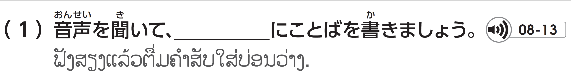 (1) 音声を聞いて、＿＿＿＿＿にことばを書きましょう。 08-13
ຟັງສຽງແລ້ວຕື່ມຄຳສັບໃສ່ບ່ອນວ່າງ.